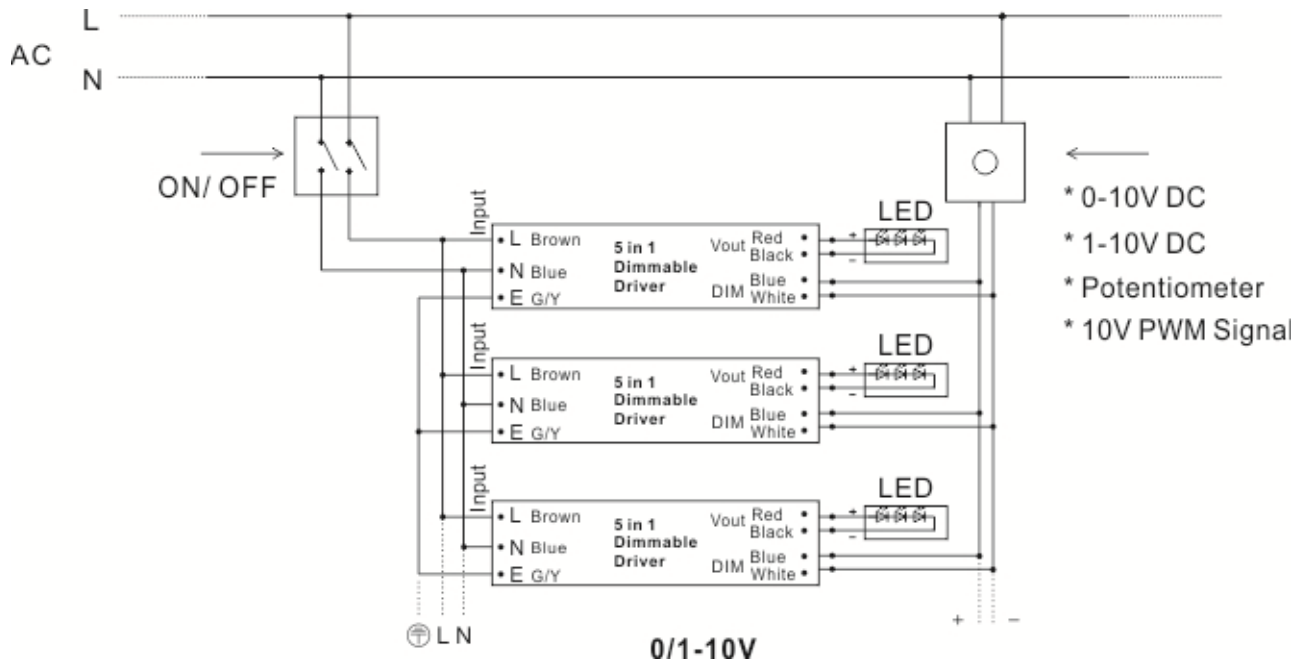 L
AC
N
ON/ OFF
* 0-10V DC
* 1-10V DC
* Potentiometer
* 10V PWM Signal
Input
L Brown
N Blue
E G/Y
5 in 1
Dimmable
Driver
Vout Red
Black
DIM Blue
White
LED
+
−
Input
L Brown
N Blue
E G/Y
5 in 1
Dimmable
Driver
Vout Red
Black
DIM Blue
White
LED
+
−
Input
L Brown
N Blue
E G/Y
5 in 1
Dimmable
Driver
Vout Red
Black
DIM Blue
White
LED
+
−
L N
+ −
0/1-10V